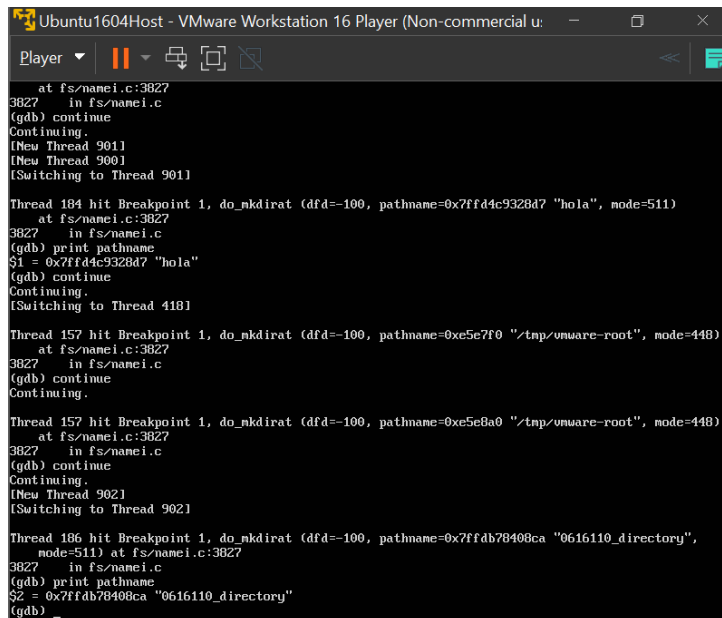 Ubuntu1604Host - VMware Workstation 16 Player (Non-commercial u:
Player
at fs/namei.c:3827
3827 in fs/namei.c
(gdb) continue
Continuing.
[New Thread 901]
[New Thread 900]
[Switching to Thread 901]
Thread 184 hit Breakpoint 1, do_mkdirat (dfd=-100, pathname=0x7ffd4c9328d7 "hola", mode=511)
at fs/namei.c:3827
3827 in fs/namei.c
(gdb) print pathname
$1 = 0x7ffd4c9328d7 "hola"
(gdb) continue
Continuing.
[Switching to Thread 418]
Thread 157 hit Breakpoint 1, do_mkdirat (dfd=-100, pathname=0xe5e7f0 "/tmp/vmware-root", mode=448)
at fs/namei.c:3827
3827 in fs/namei.c
(gdb) continue
Continuing.
Thread 157 hit Breakpoint 1, do_mkdirat (dfd=-100, pathname=0xe5e8a0 "/tmp/vmware-root", mode=448)
at fs/namei.c:3827
3827 in fs/namei.c
(gdb) continue
Continuing.
[New Thread 902]
[Switching to Thread 902]
Thread 186 hit Breakpoint 1, do_mkdirat (dfd=-100, pathname=0x7ffdb78408ca "0616110_directory",
mode=511) at fs/namei.c:3827
3827 in fs/namei.c
(gdb) print pathname
$2 = 0x7ffdb78408ca "0616110_directory"
(gdb) _